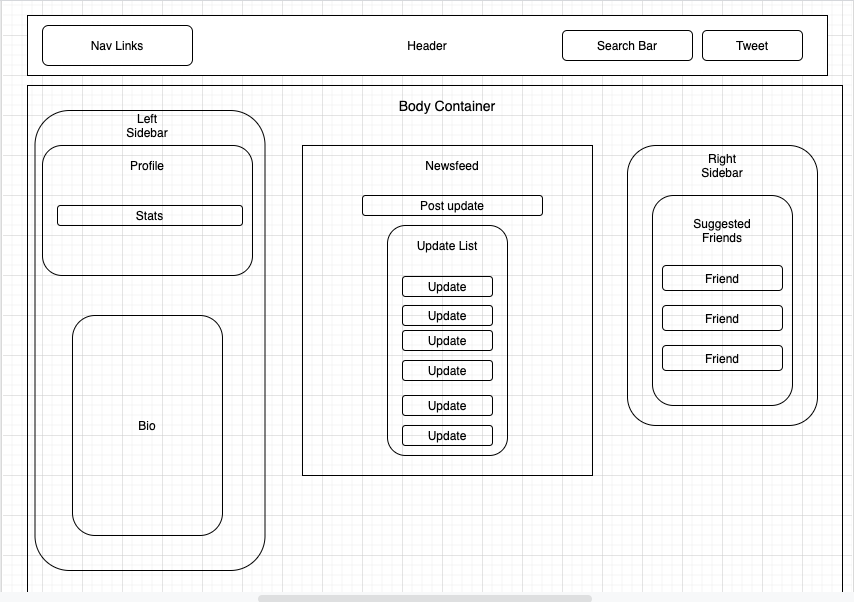 Nav Links
Header
Search Bar
Tweet
Body Container
Left
Sidebar
Profile
Stats
Bio
Newsfeed
Post update
Update List
Update
Update
Update
Update
Update
Update
Right
Sidebar
Suggested
Friends
Friend
Friend
Friend